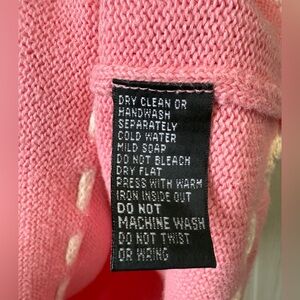 DRY CLEAN OR
HANDWASH
SEPARATELY
COLD WATER
MILD SOAP
DO NOT BLEACH
DRY FLAT
PRESS WITH WARM
IRON INSIDE OUT
DO NOT
MACHINE WASH
DO NOT TWIST
OR WRING